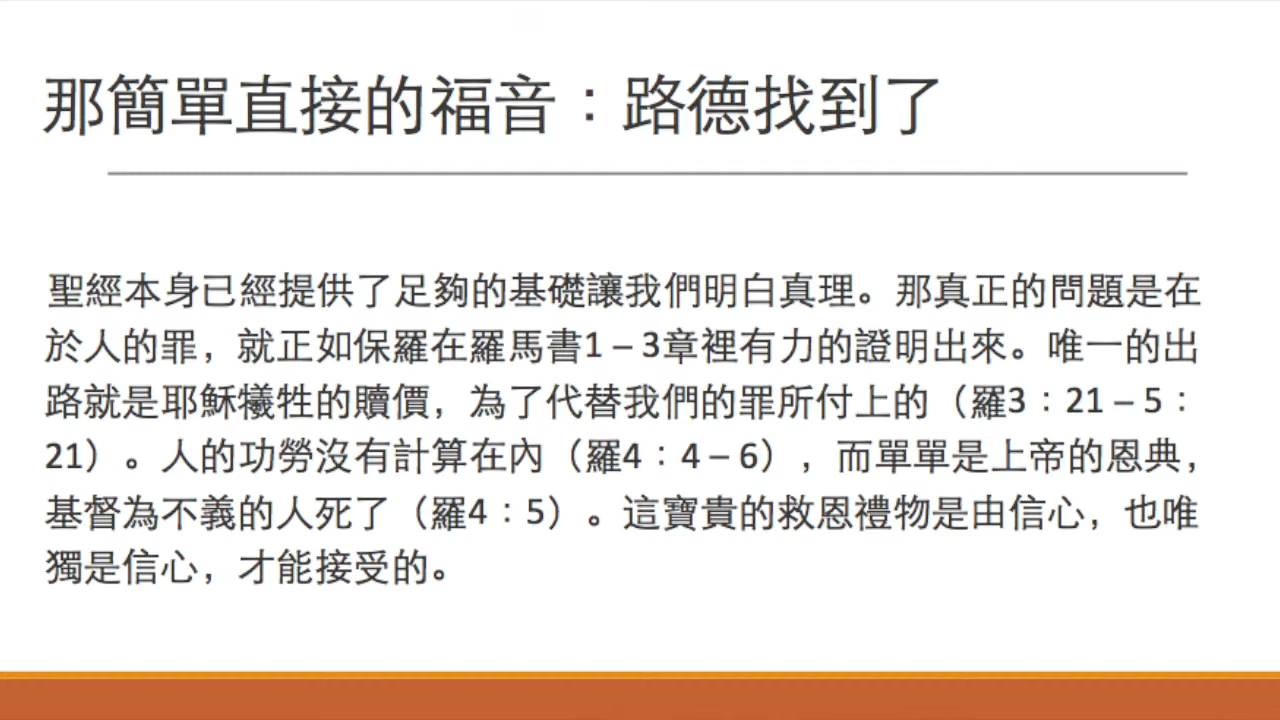 那簡單直接的福音：路德找到了
聖經本身已經提供了足夠的基礎讓我們明白真理。那真正的問題是在
於人的罪，就正如保羅在羅馬書1 – 3章裡有力的證明出來。唯一的出
路就是耶穌犧牲的贖價，為了代替我們的罪所付上的（羅3：21 – 5：
21）。人的功勞沒有計算在內（羅4：4 – 6），而單單是上帝的恩典，
基督為不義的人死了（羅4：5）。這寶貴的救恩禮物是由信心，也唯
獨是信心，才能接受的。